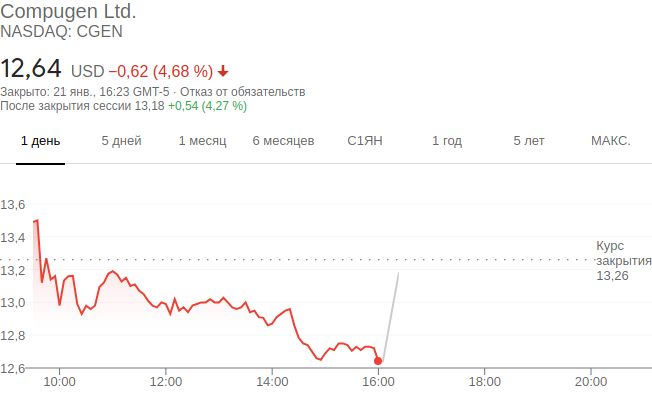 Compugen Ltd.
NASDAQ: CGEN
12,64 USD −0,62 (4,68 %)
Закрыто: 21 янв., 16:23 GMT-5 · Отказ от обязательств
После закрытия сессии 13,18 +0,54 (4,27 %)
1 день 5 дней 1 месяц 6 месяцев С1ЯН 1 год 5 лет МАКС.
13,6
13,4
Курс
закрытия
13,26
13,2
13,0
12,8
12,6
10:00 12:00 14:00 16:00 18:00 20:00